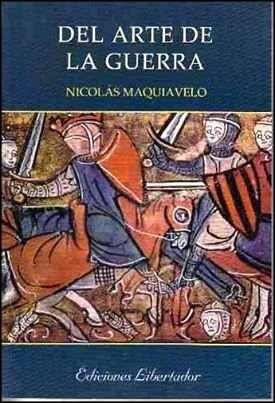 DEL ARTE DE
LA GUERRA
NICOLÁS MAQUIAVELO
Ediciones Libertador